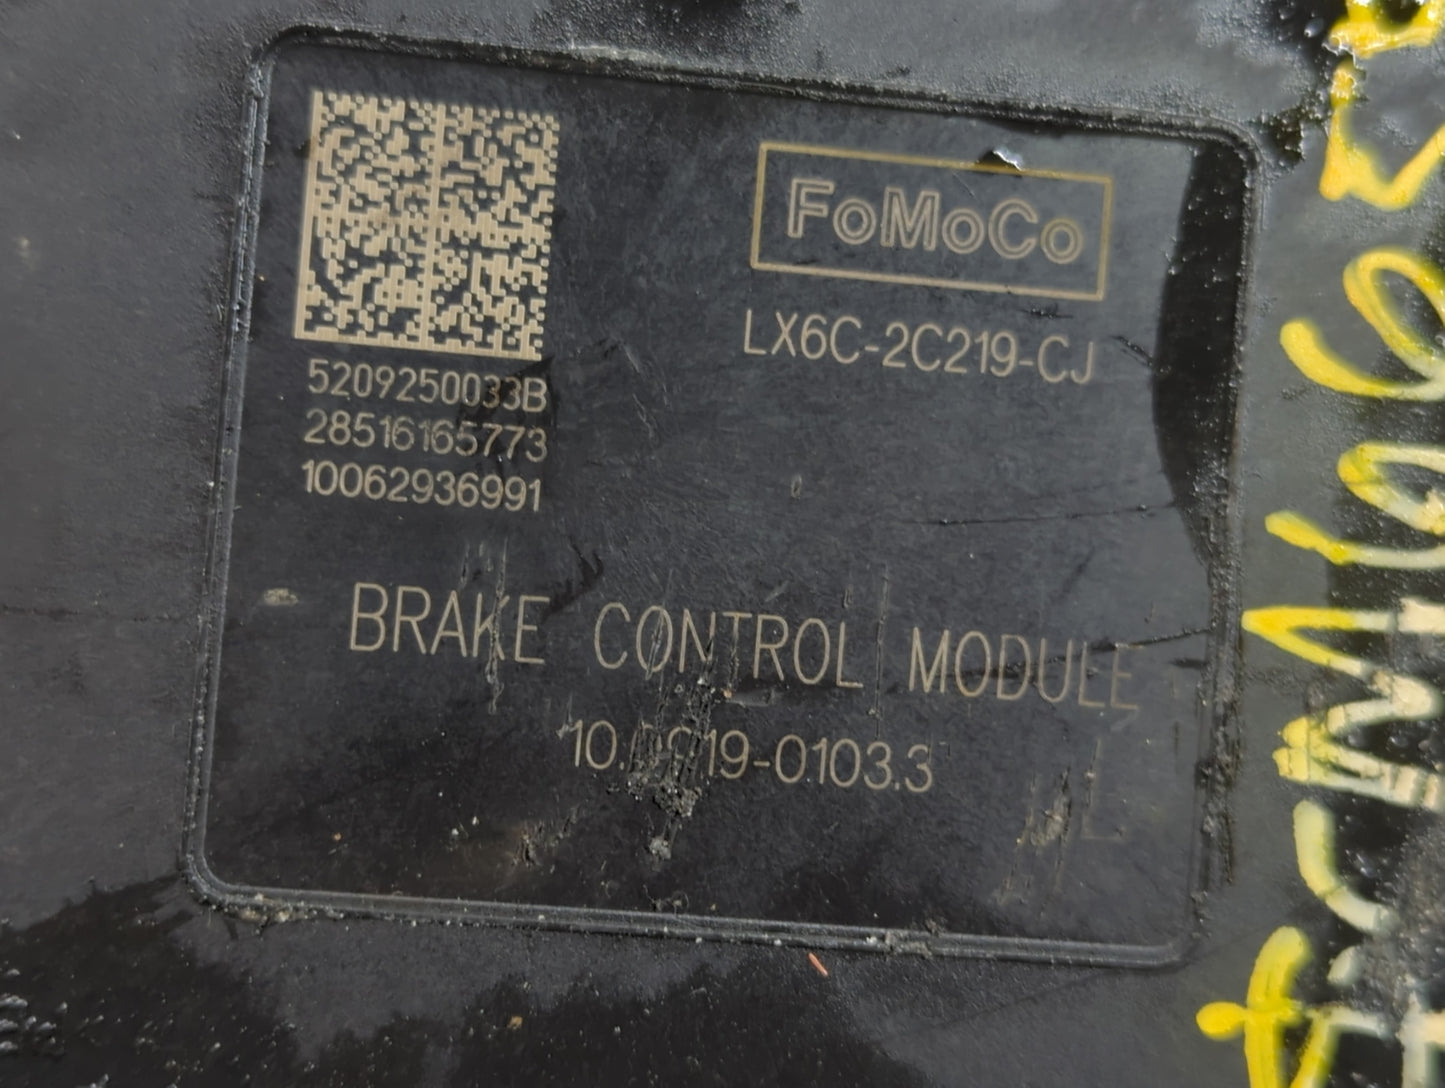 FoMoCo
LX6C-2C219-CJ
5209250033B
28516165773
10062936991
BRAKE CONTROL MODULE